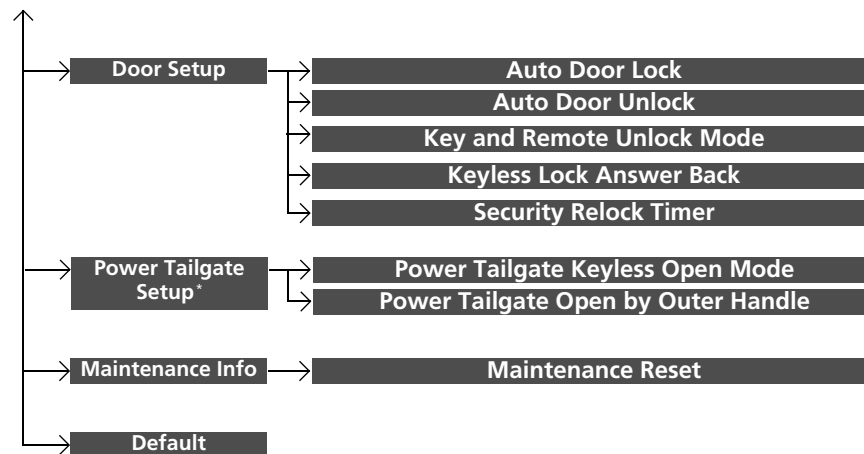 Door Setup
Auto Door Lock
Auto Door Unlock
Key and Remote Unlock Mode
Keyless Lock Answer Back
Security Relock Timer
Power Tailgate
Setup*
Power Tailgate Keyless Open Mode
Power Tailgate Open by Outer Handle
Maintenance Info
Maintenance Reset
Default